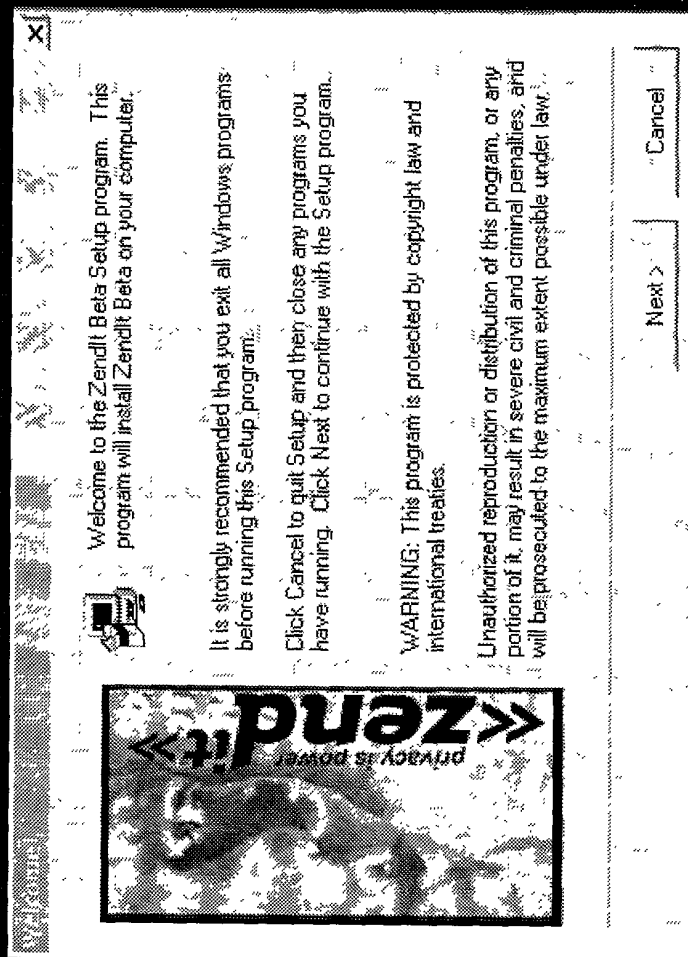 Welcome
Welcome to the ZendIt Beta Setup program. This
program will install ZendIt Beta on your computer.
It is strongly recommended that you exit all Windows programs
before running this Setup program.
Click Cancel to quit Setup and then close any programs you
have running. Click Next to continue with the Setup program.
WARNING: This program is protected by copyright law and
international treaties.
Unauthorized reproduction or distribution of this program, or any
portion of it, may result in severe civil and criminal penalties, and
will be prosecuted to the maximum extent possible under law.
«zend
it»
privacy is power
Next >
Cancel